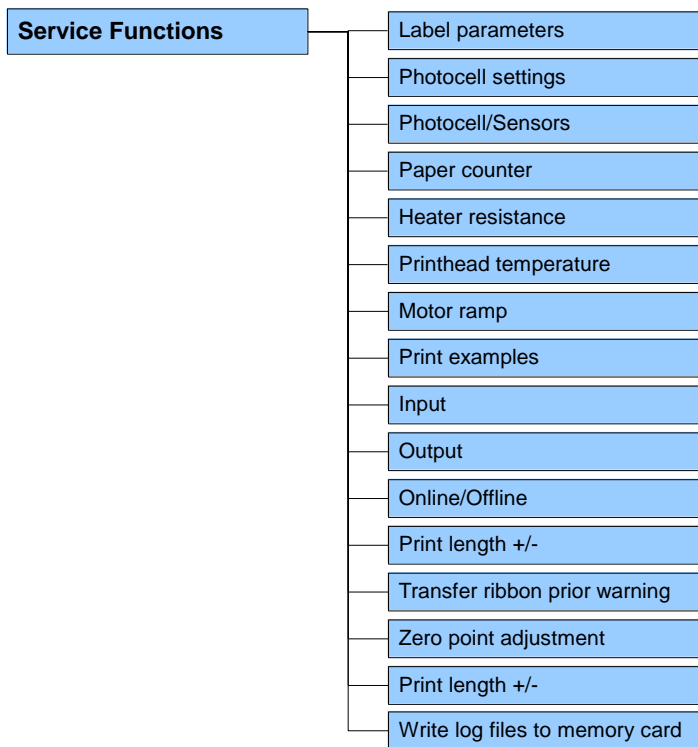 Service Functions
Label parameters
Photocell settings
Photocell/Sensors
Paper counter
Heater resistance
Printhead temperature
Motor ramp
Print examples
Input
Output
Online/Offline
Print length +/-
Transfer ribbon prior warning
Zero point adjustment
Print length +/-
Write log files to memory card